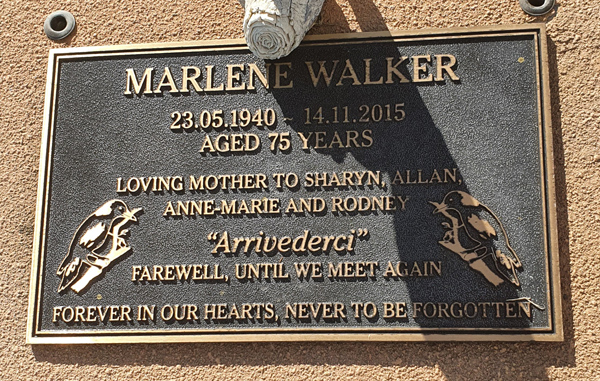 MARLENE WALKER
23.05.1940 ~ 14.11.2015
AGED 75 YEARS
LOVING MOTHER TO SHARYN, ALLAN,
ANNE-MARIE AND RODNEY
"Arrivederci"
FAREWELL, UNTIL WE MEET AGAIN
FOREVER IN OUR HEARTS, NEVER TO BE FORGOTTEN